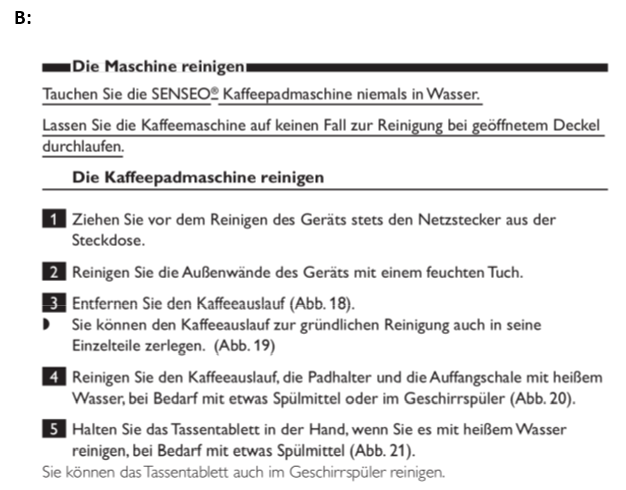 B:
Die Maschine reinigen
Tauchen Sie die SENSEO® Kaffeepadmaschine niemals in Wasser.
Lassen Sie die Kaffeemaschine auf keinen Fall zur Reinigung bei geöffnetem Deckel
durchlaufen.
Die Kaffeepadmaschine reinigen
1 Ziehen Sie vor dem Reinigen des Geräts stets den Netzstecker aus der
Steckdose.
2 Reinigen Sie die Außenwände des Geräts mit einem feuchten Tuch.
3 Entfernen Sie den Kaffeeauslauf (Abb. 18).
◗ Sie können den Kaffeeauslauf zur gründlichen Reinigung auch in seine
Einzelteile zerlegen. (Abb. 19)
4 Reinigen Sie den Kaffeeauslauf, die Padhalter und die Auffangschale mit heißem
Wasser, bei Bedarf mit etwas Spülmittel oder im Geschirrspüler (Abb. 20).
5 Halten Sie das Tassentablett in der Hand, wenn Sie es mit heißem Wasser
reinigen, bei Bedarf mit etwas Spülmittel (Abb. 21).
Sie können das Tassentablett auch im Geschirrspüler reinigen.